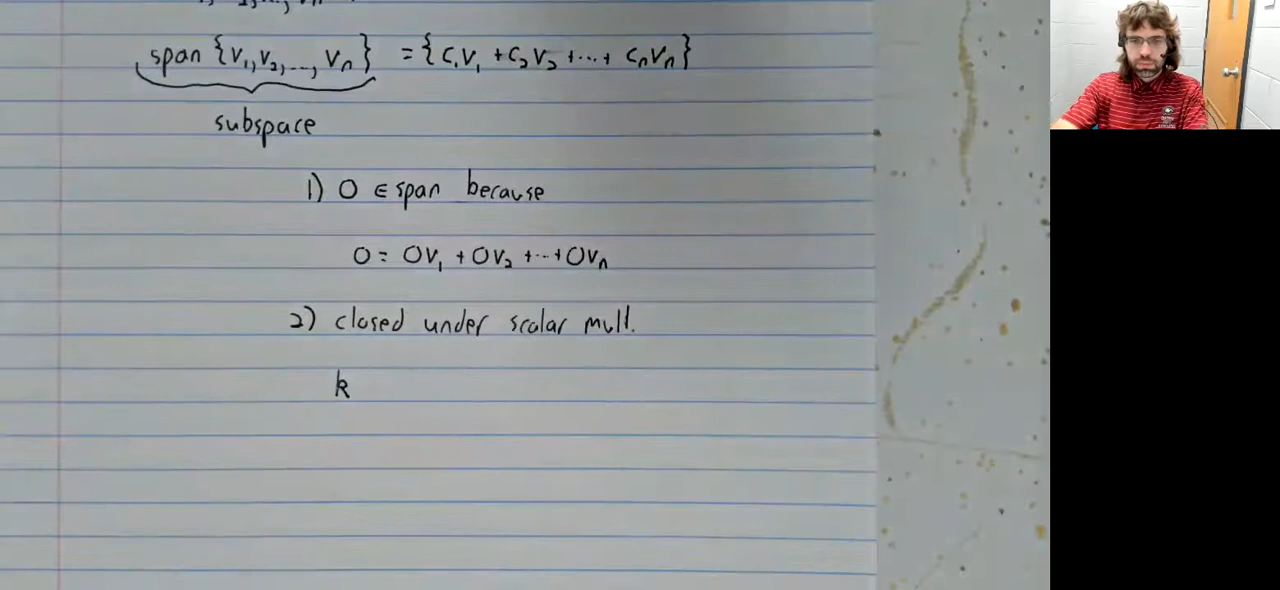 span {v₁,v₂,..., vₙ} = {c₁v₁ + c₂v₂ +...+ cₙvₙ}
subspace
1) 0 ∈ span because
0 = 0v₁ + 0v₂ +...+ 0vₙ
2) closed under scalar mult.
k